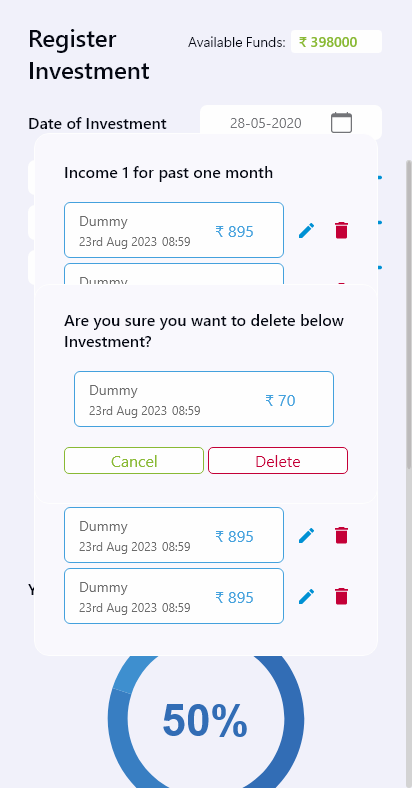 Register
Investment
Available Funds: ₹ 398000
Date of Investment
28-05-2020
Income 1 for past one month
Dummy
23rd Aug 2023 08:59
₹ 895
Dummy
Are you sure you want to delete below
Investment?
Dummy
23rd Aug 2023 08:59
₹ 70
Cancel
Delete
Dummy
23rd Aug 2023 08:59
₹ 895
Dummy
23rd Aug 2023 08:59
₹ 895
Y
50%